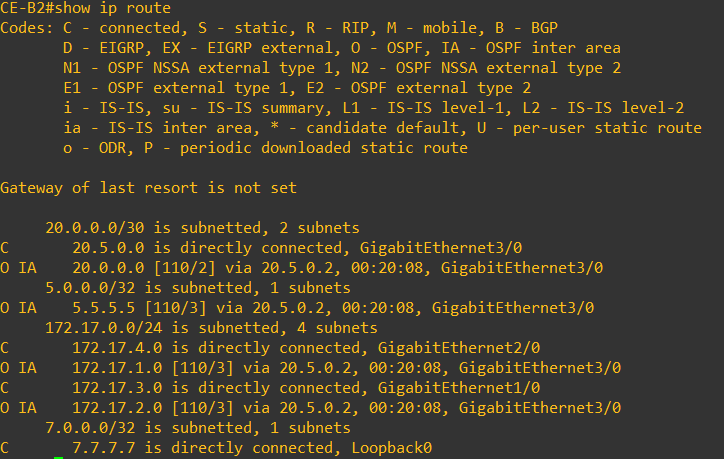 CE-B2#show ip route
Codes: C - connected, S - static, R - RIP, M - mobile, B - BGP
       D - EIGRP, EX - EIGRP external, O - OSPF, IA - OSPF inter area
       N1 - OSPF NSSA external type 1, N2 - OSPF NSSA external type 2
       E1 - OSPF external type 1, E2 - OSPF external type 2
       i - IS-IS, su - IS-IS summary, L1 - IS-IS level-1, L2 - IS-IS level-2
       ia - IS-IS inter area, * - candidate default, U - per-user static route
       o - ODR, P - periodic downloaded static route
Gateway of last resort is not set
     20.0.0.0/30 is subnetted, 2 subnets
C       20.5.0.0 is directly connected, GigabitEthernet3/0
O IA    20.0.0.0 [110/2] via 20.5.0.2, 00:20:08, GigabitEthernet3/0
     5.0.0.0/32 is subnetted, 1 subnets
O IA    5.5.5.5 [110/3] via 20.5.0.2, 00:20:08, GigabitEthernet3/0
     172.17.0.0/24 is subnetted, 4 subnets
C       172.17.4.0 is directly connected, GigabitEthernet2/0
O IA    172.17.1.0 [110/3] via 20.5.0.2, 00:20:08, GigabitEthernet3/0
C       172.17.3.0 is directly connected, GigabitEthernet1/0
O IA    172.17.2.0 [110/3] via 20.5.0.2, 00:20:08, GigabitEthernet3/0
     7.0.0.0/32 is subnetted, 1 subnets
C       7.7.7.7 is directly connected, Loopback0